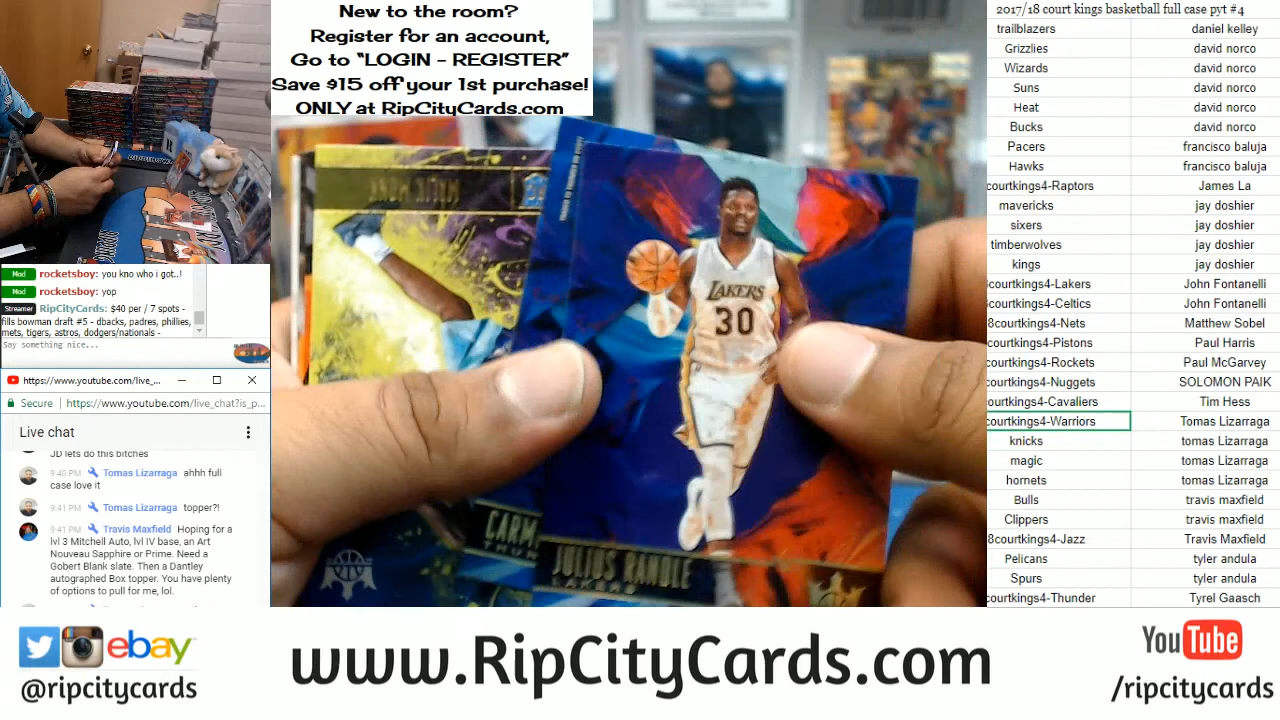 New to the room?
Register for an account,
Go to "LOGIN - REGISTER"
Save $15 off your 1st purchase!
ONLY at RipCityCards.com
2017/18 court kings basketball full case pyt #4
trailblazers daniel kelley
Grizzlies david norco
Wizards david norco
Suns david norco
Heat david norco
Bucks david norco
Pacers francisco baluja
Hawks francisco baluja
courtkings4-Raptors James La
mavericks jay doshier
sixers jay doshier
timberwolves jay doshier
kings jay doshier
courtkings4-Lakers John Fontanelli
courtkings4-Celtics John Fontanelli
8courtkings4-Nets Matthew Sobel
courtkings4-Pistons Paul Harris
courtkings4-Rockets Paul McGarvey
courtkings4-Nuggets SOLOMON PAIK
courtkings4-Cavaliers Tim Hess
courtkings4-Warriors Tomas Lizarraga
knicks tomas Lizarraga
magic tomas Lizarraga
hornets tomas Lizarraga
Bulls travis maxfield
Clippers travis maxfield
8courtkings4-Jazz Travis Maxfield
Pelicans tyler andula
Spurs tyler andula
courtkings4-Thunder Tyrel Gaasch
Mod rocketsboy: you kno who i got..!
Mod rocketsboy: yop
Streamer RipCityCards: $40 per / 7 spots -
fills bowman draft #5 - dbacks, padres, phillies,
mets, tigers, astros, dodgers/nationals -
Say something nice...
https://www.youtube.com/live_...
Secure https://www.youtube.com/live_chat?is_p...
Live chat
JD lets do this bitches
9:40 PM Tomas Lizarraga ahhh full
case love it
9:41 PM Tomas Lizarraga topper?!
9:41 PM Travis Maxfield Hoping for a
lvl 3 Mitchell Auto, lvl IV base, an Art
Nouveau Sapphire or Prime. Need a
Gobert Blank slate. Then a Dantley
autographed Box topper. You have plenty
of options to pull for me, lol.
LAKERS
30
CARM
THUN
JULIUS RANDLE
LAKERS
ebay
@ripcitycards
www.RipCityCards.com
YouTube
/ripcitycards